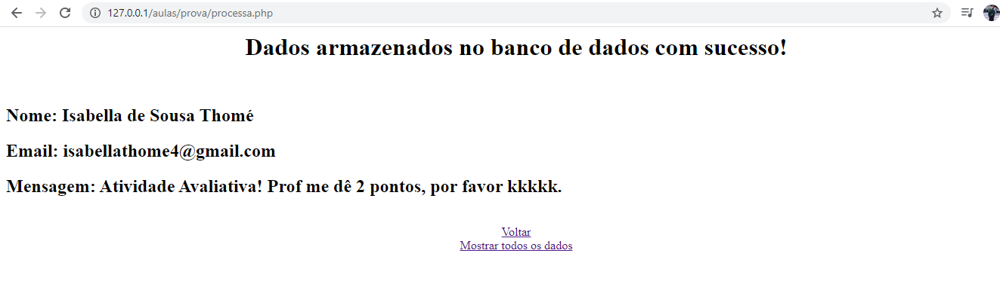 127.0.0.1/aulas/prova/processa.php
Dados armazenados no banco de dados com sucesso!
Nome: Isabella de Sousa Thomé
Email: isabellathome4@gmail.com
Mensagem: Atividade Avaliativa! Prof me dê 2 pontos, por favor kkkkk.
Voltar
Mostrar todos os dados